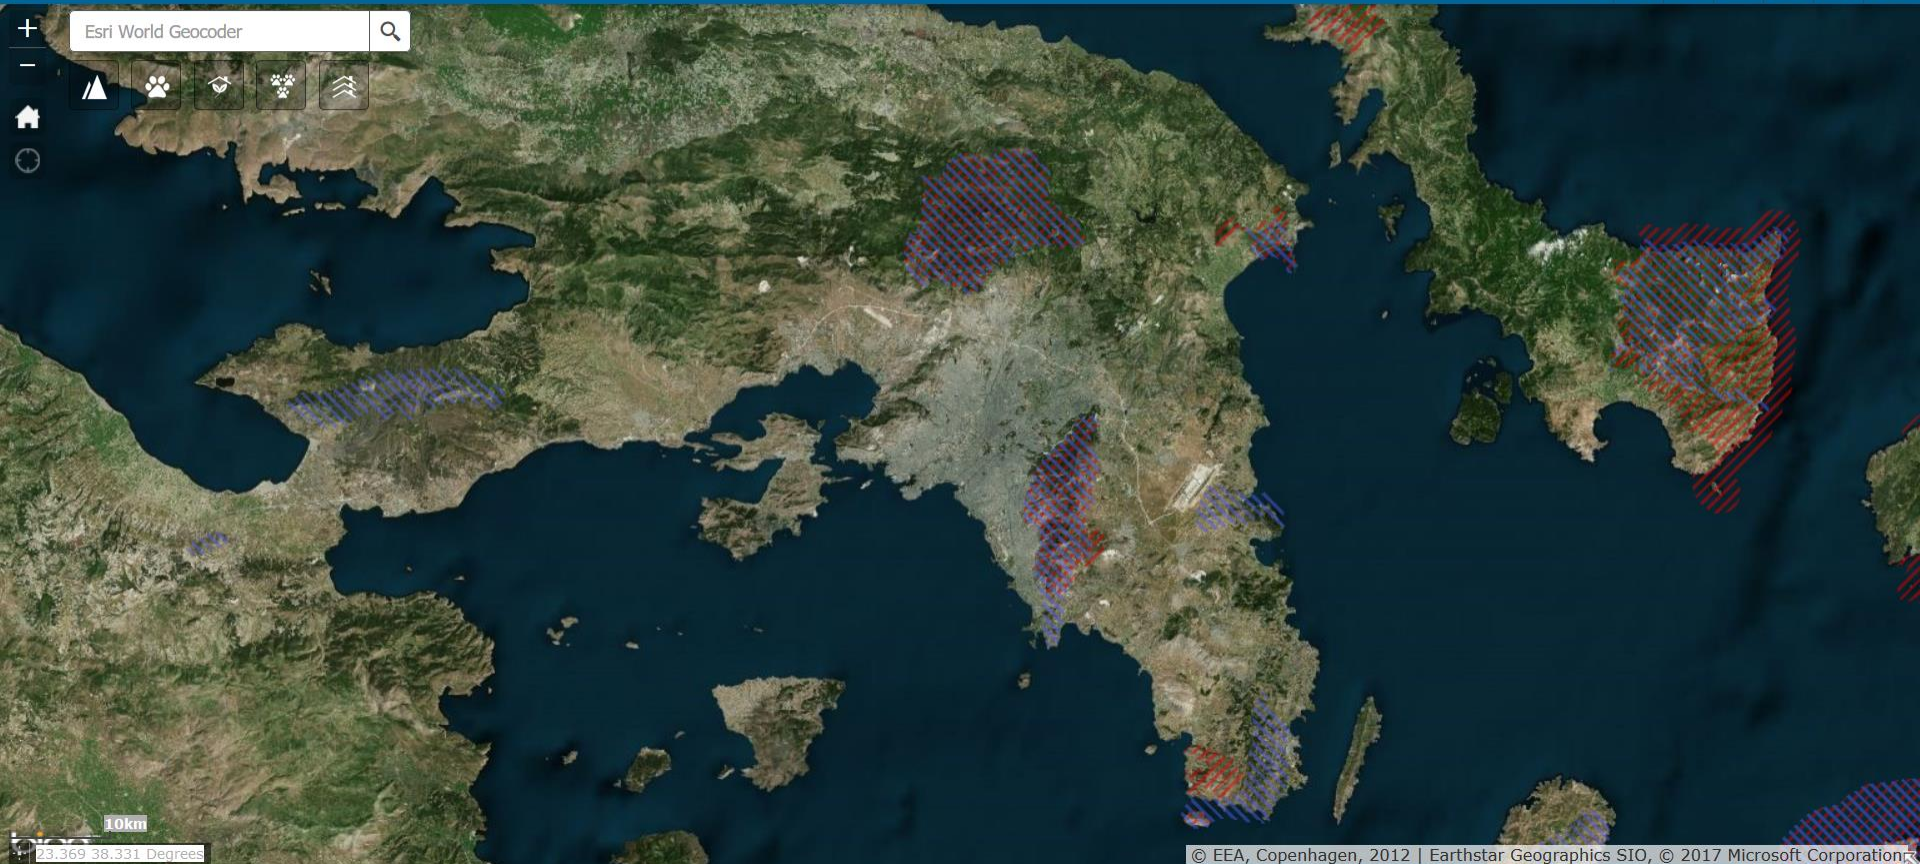 +
Esri World Geocoder
−
10km
23.369 38.331 Degrees
© EEA, Copenhagen, 2012 | Earthstar Geographics SIO, © 2017 Microsoft Corporation